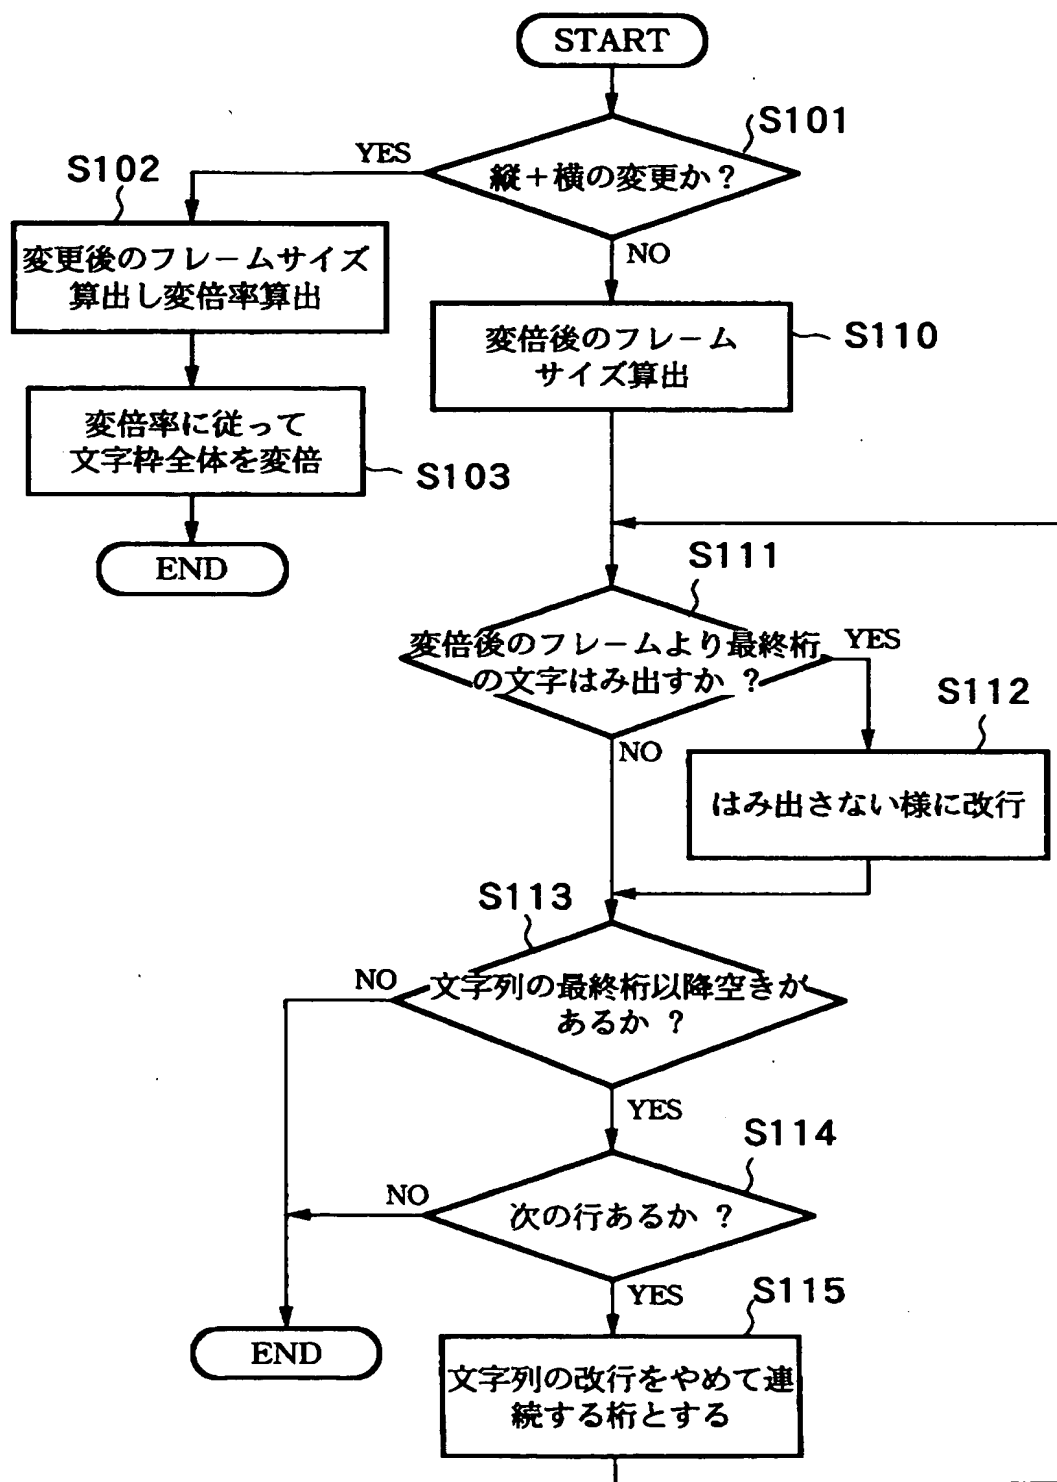 START
S101
縦+横の変更か?
YES
NO
S102
変更後のフレームサイズ
算出し変倍率算出
変倍率に従って
文字枠全体を変倍
S103
END
変倍後のフレーム
サイズ算出
S110
S111
変倍後のフレームより最終桁
の文字はみ出すか ?
YES
NO
S112
はみ出さない様に改行
S113
文字列の最終桁以降空きが
あるか ?
NO
YES
S114
次の行あるか ?
NO
YES
END
S115
文字列の改行をやめて連
続する桁とする